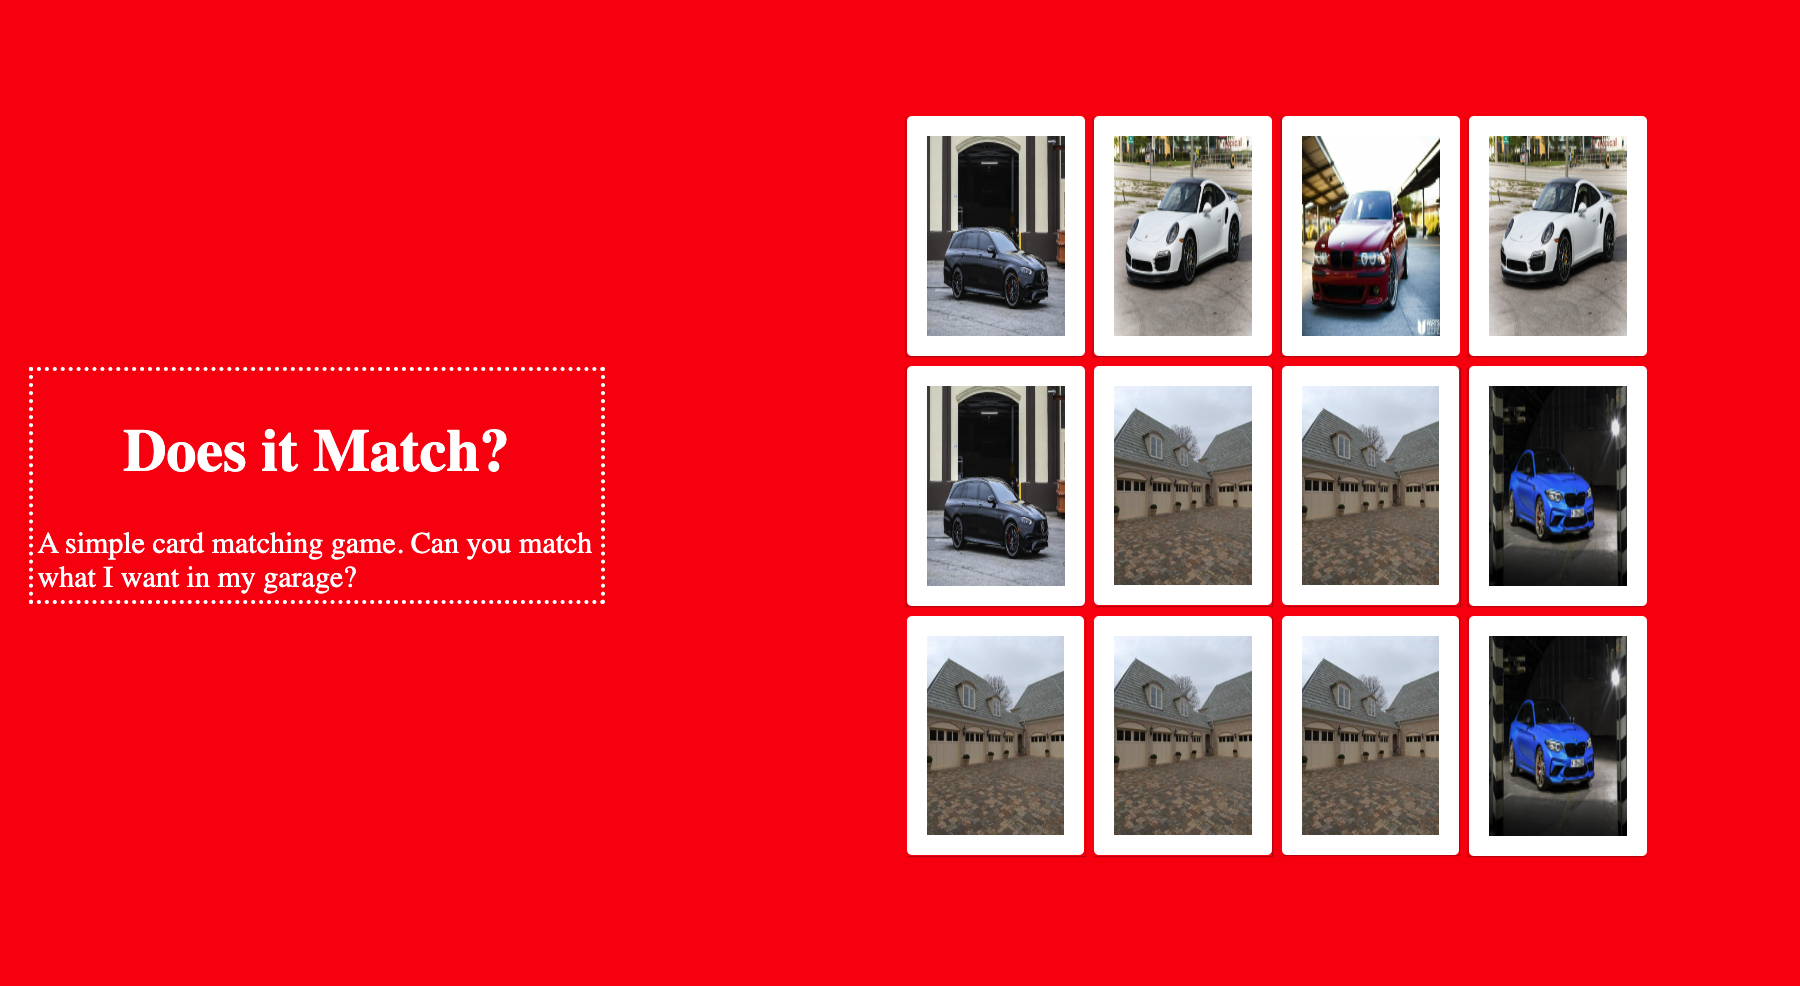 Does it Match?
A simple card matching game. Can you match
what I want in my garage?